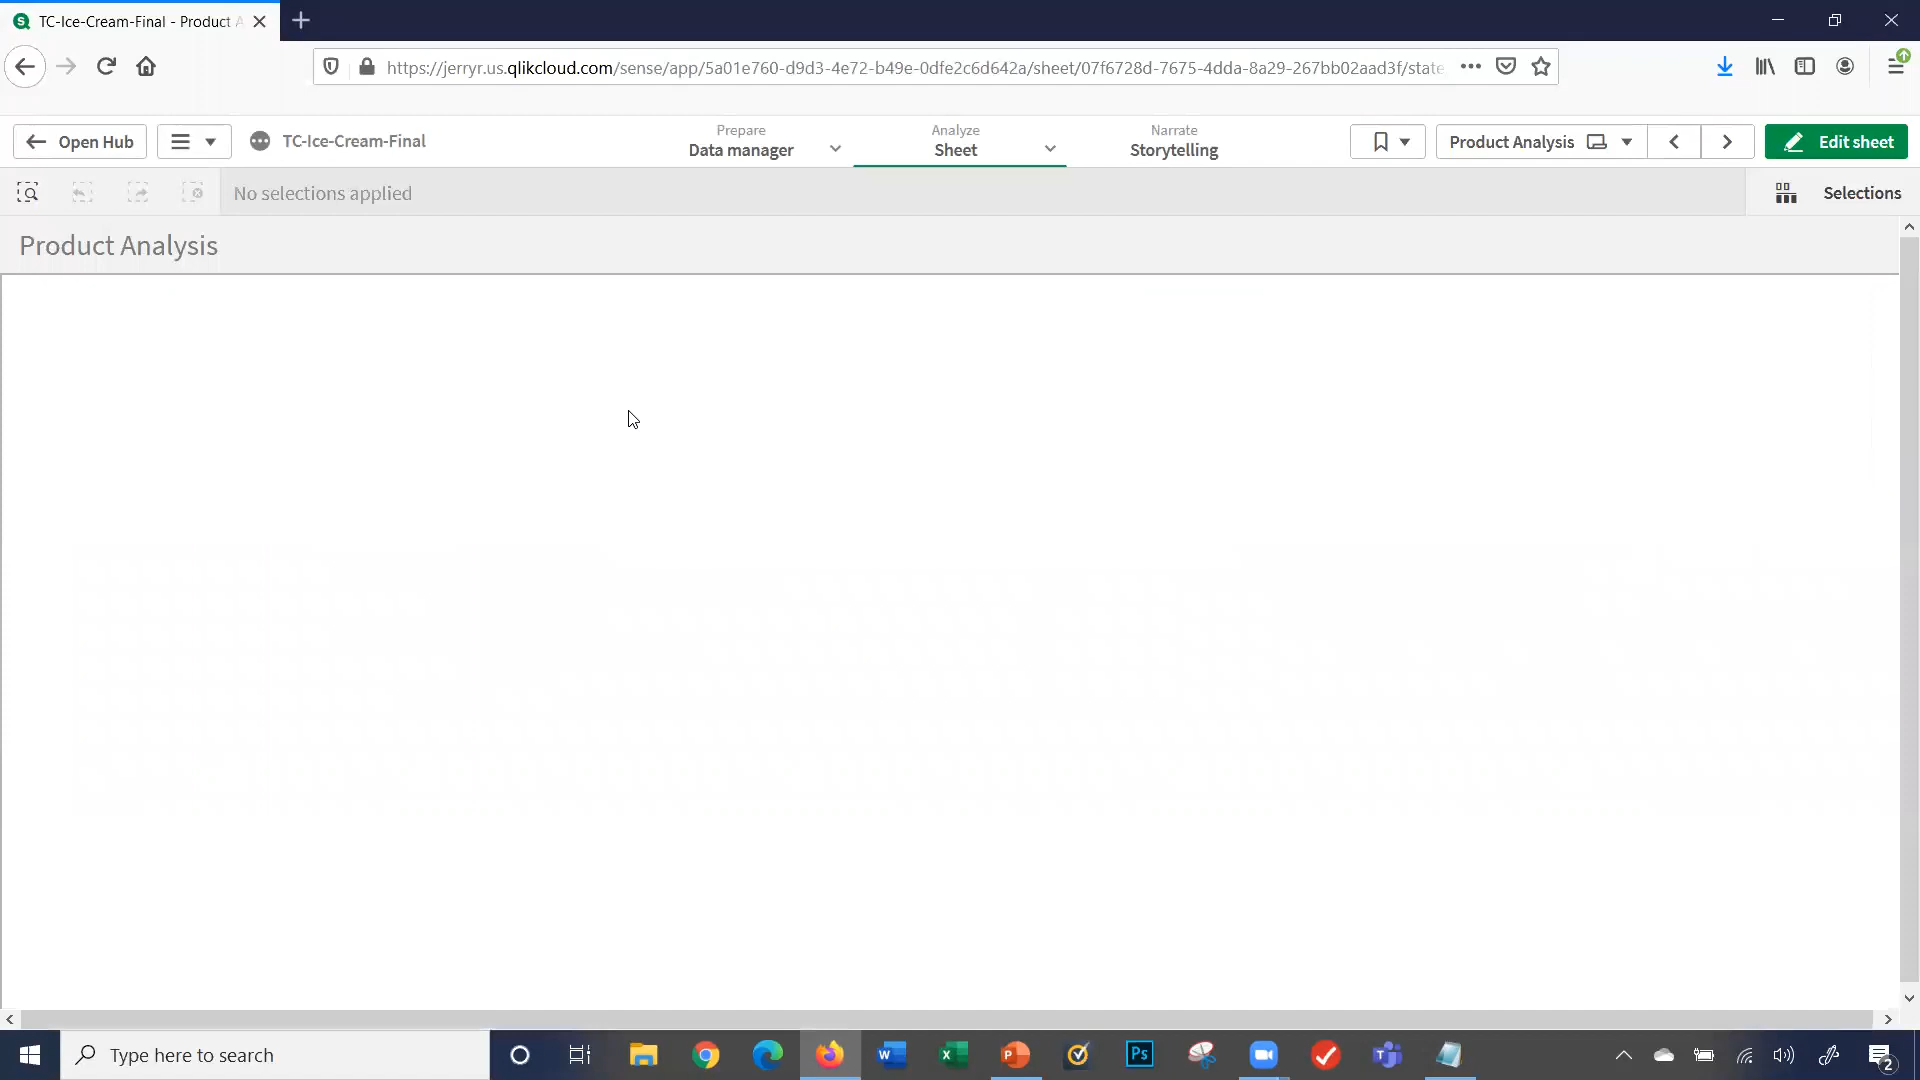 TC-Ice-Cream-Final - Product A
https://jerryr.us.qlikcloud.com/sense/app/5a01e760-d9d3-4e72-b49e-0dfe2c6d642a/sheet/07f6728d-7675-4dda-8a29-267bb02aad3f/state
Open Hub
TC-Ice-Cream-Final
Prepare
Data manager
Analyze
Sheet
Narrate
Storytelling
Product Analysis
Edit sheet
No selections applied
Selections
Product Analysis
Type here to search
Ps
2